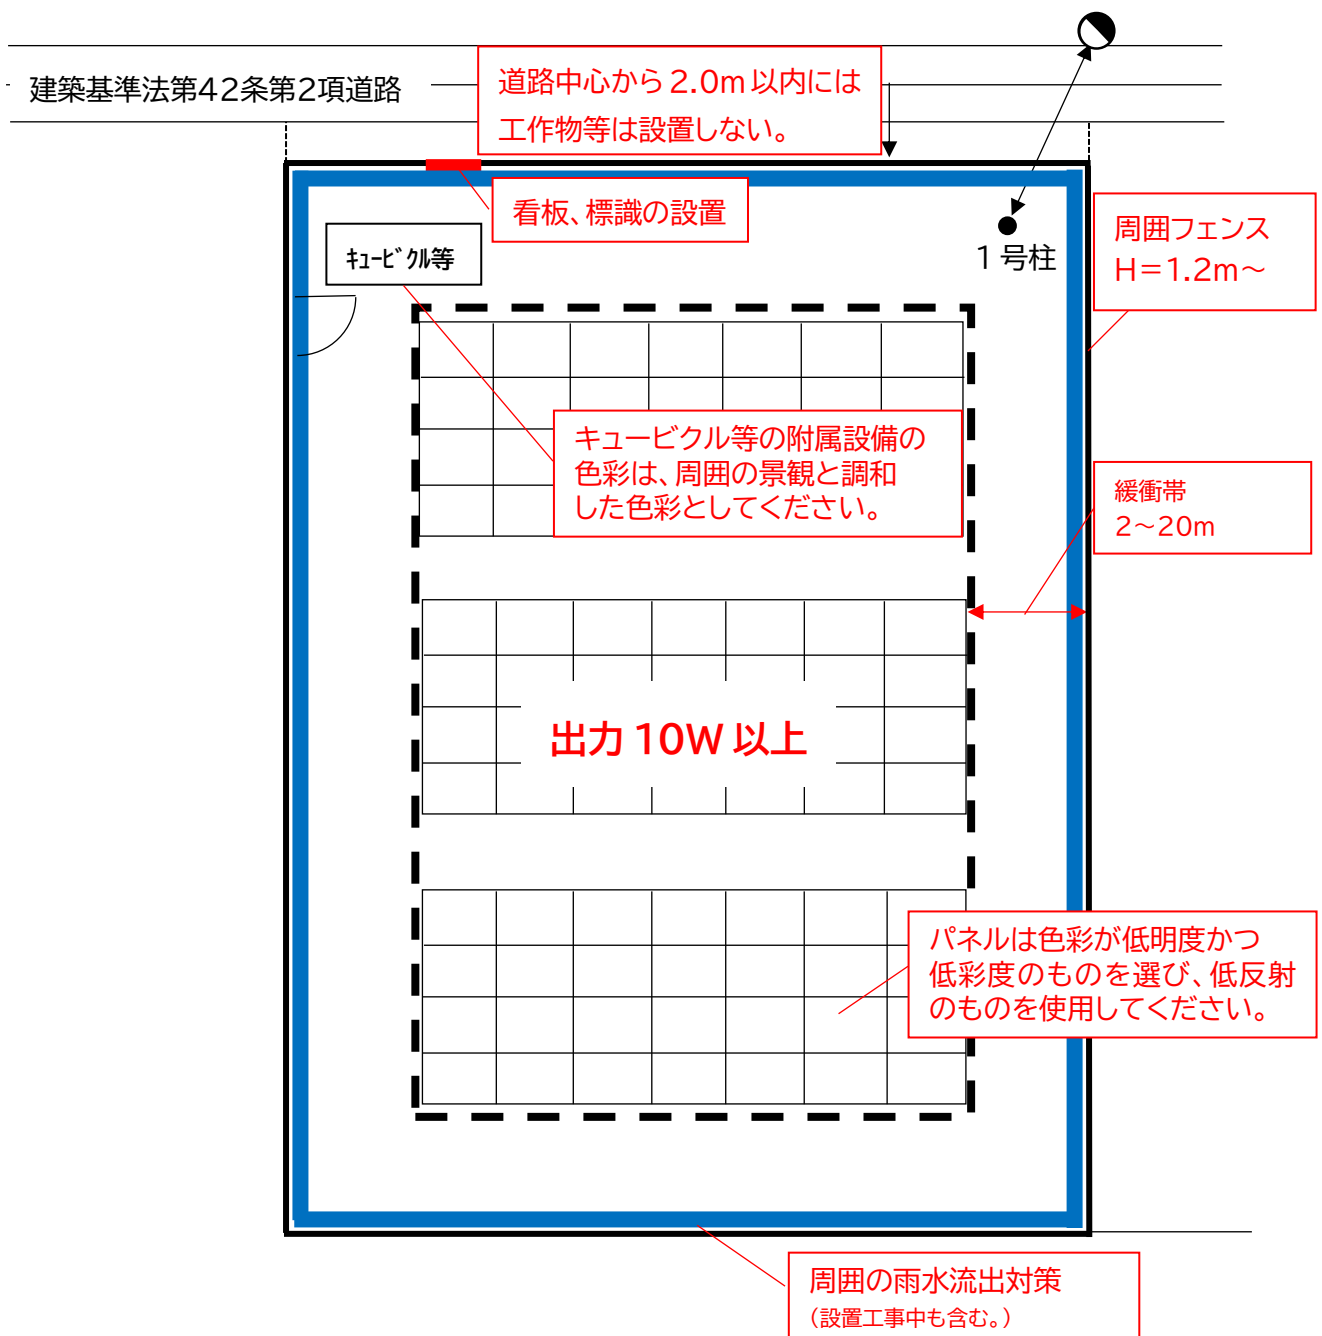 建築基準法第42条第2項道路
道路中心から2.0m以内には
工作物等は設置しない。
看板、標識の設置
ｷｭｰﾋﾞｸﾙ等
1号柱
周囲フェンス
H=1.2m～
キュービクル等の附属設備の
色彩は、周囲の景観と調和
した色彩としてください。
緩衝帯
2～20m
出力10W以上
パネルは色彩が低明度かつ
低彩度のものを選び、低反射
のものを使用してください。
周囲の雨水流出対策
(設置工事中も含む。)